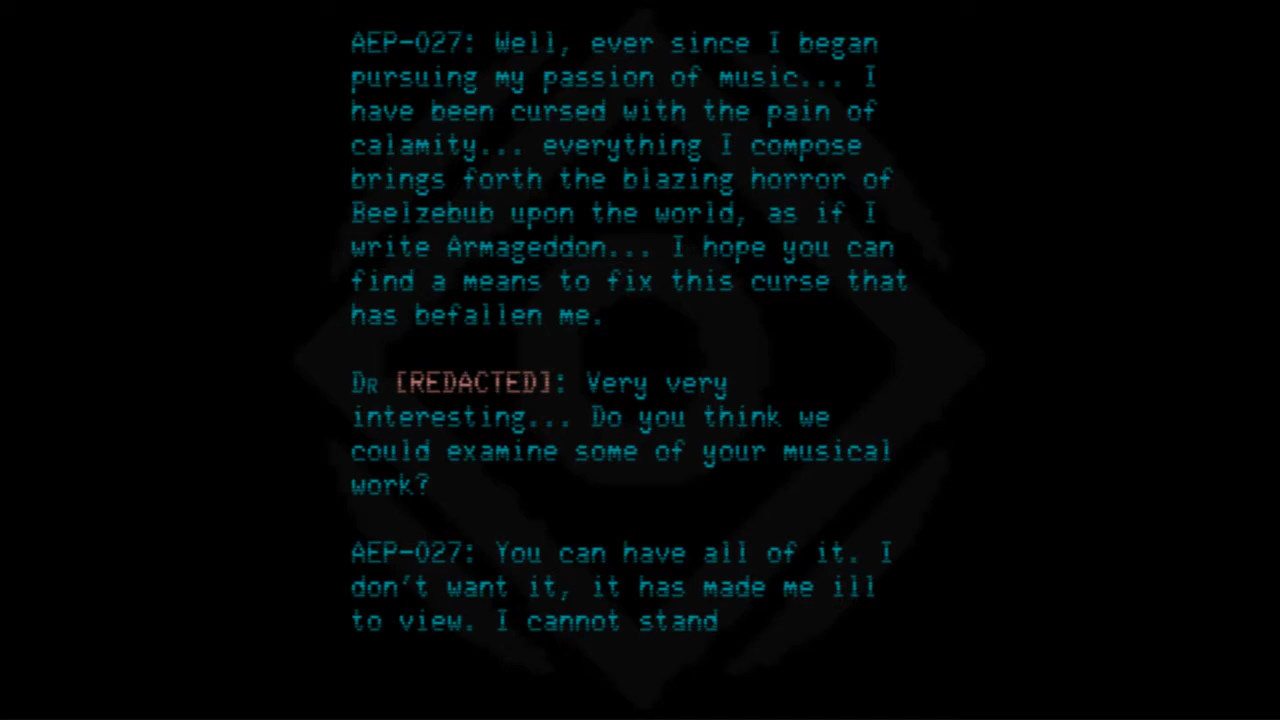 AEP-027: Well, ever since I began
pursuing my passion of music... I
have been cursed with the pain of
calamity... everything I compose
brings forth the blazing horror of
Beelzebub upon the world, as if I
write Armageddon... I hope you can
find a means to fix this curse that
has befallen me.
DR [REDACTED]: Very very
interesting... Do you think we
could examine some of your musical
work?
AEP-027: You can have all of it. I
don't want it, it has made me ill
to view. I cannot stand